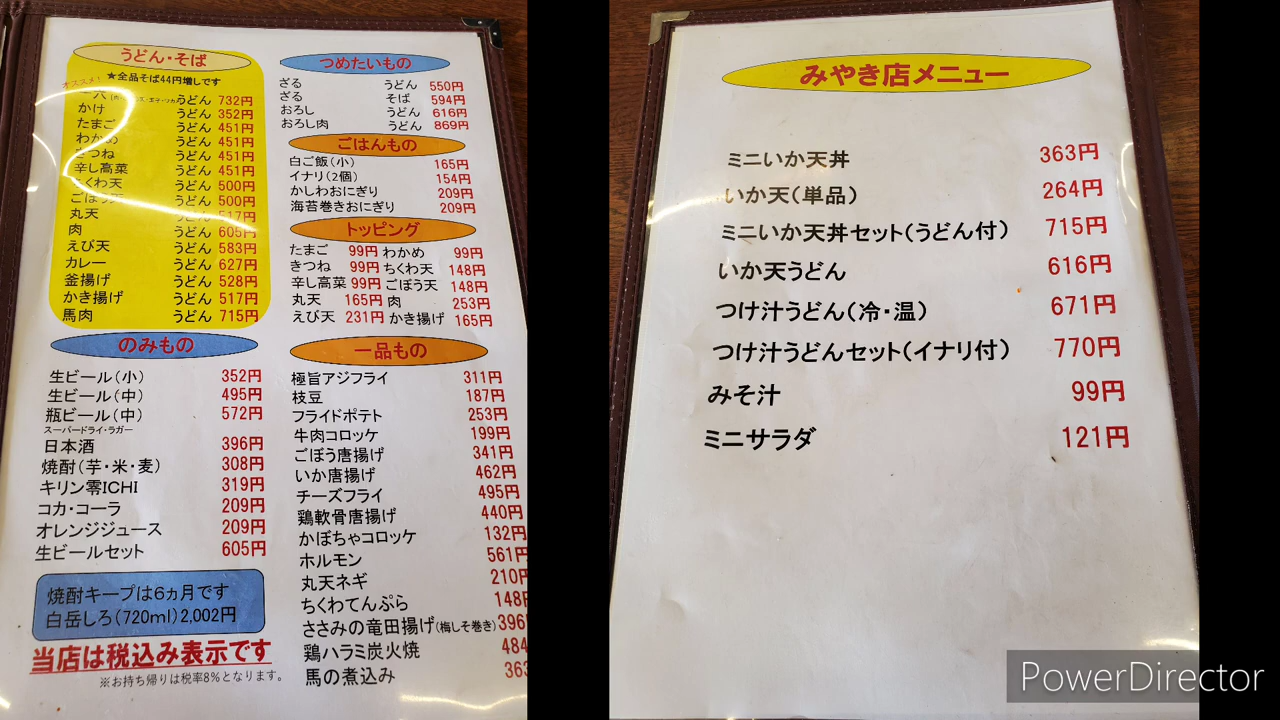 うどん・そば
オススメ! ★全品そば44円増しです
うどん 732円
かけ うどん 352円
たまご うどん 451円
わかめ うどん 451円
きつね うどん 451円
辛し高菜 うどん 451円
ちくわ天 うどん 500円
ごぼう天 うどん 500円
丸天 うどん 517円
肉 うどん 605円
えび天 うどん 583円
カレー うどん 627円
釜揚げ うどん 528円
かき揚げ うどん 517円
馬肉 うどん 715円
のみもの
生ビール(小) 352円
生ビール(中) 495円
瓶ビール(中) 572円
スーパードライ・ラガー
日本酒 396円
焼酎(芋・米・麦) 308円
キリン零ICHI 319円
コカ・コーラ 209円
オレンジジュース 209円
生ビールセット 605円
焼酎キープは6ヵ月です
白岳しろ(720ml)2,002円
当店は税込み表示です
※お持ち帰りは税率8%となります。
つめたいもの
ざる うどん 550円
ざる そば 594円
おろし うどん 616円
おろし肉 うどん 869円
ごはんもの
白ご飯(小) 165円
イナリ(2個) 154円
かしわおにぎり 209円
海苔巻きおにぎり 209円
トッピング
たまご 99円 わかめ 99円
きつね 99円 ちくわ天 148円
辛し高菜 99円 ごぼう天 148円
丸天 165円 肉 253円
えび天 231円 かき揚げ 165円
一品もの
極旨アジフライ 311円
枝豆 187円
フライドポテト 253円
牛肉コロッケ 199円
ごぼう唐揚げ 341円
いか唐揚げ 462円
チーズフライ 495円
鶏軟骨唐揚げ 440円
かぼちゃコロッケ 132円
ホルモン 561円
丸天ネギ 210円
ちくわてんぷら 148
ささみの竜田揚げ(梅しそ巻き) 396
鶏ハラミ炭火焼 484
馬の煮込み 363
みやき店メニュー
ミニいか天丼 363円
いか天(単品) 264円
ミニいか天丼セット(うどん付) 715円
いか天うどん 616円
つけ汁うどん(冷・温) 671円
つけ汁うどんセット(イナリ付) 770円
みそ汁 99円
ミニサラダ 121円
PowerDirector